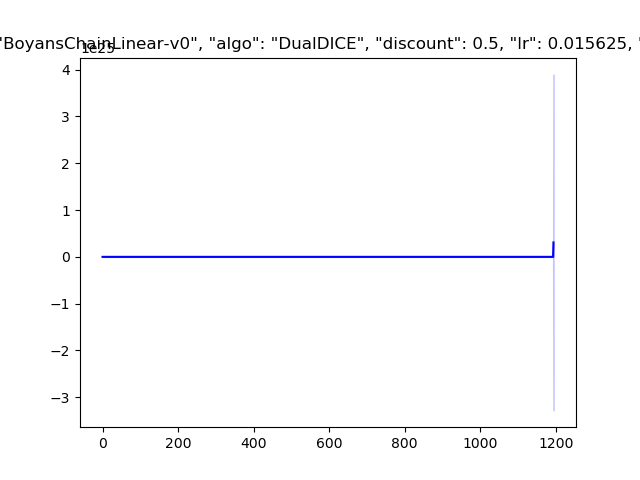 "BoyansChainLinear-v0", "algo": "DualDICE", "discount": 0.5, "lr": 0.015625, "
1e25
4
3
2
1
0
−1
−2
−3
0 200 400 600 800 1000 1200